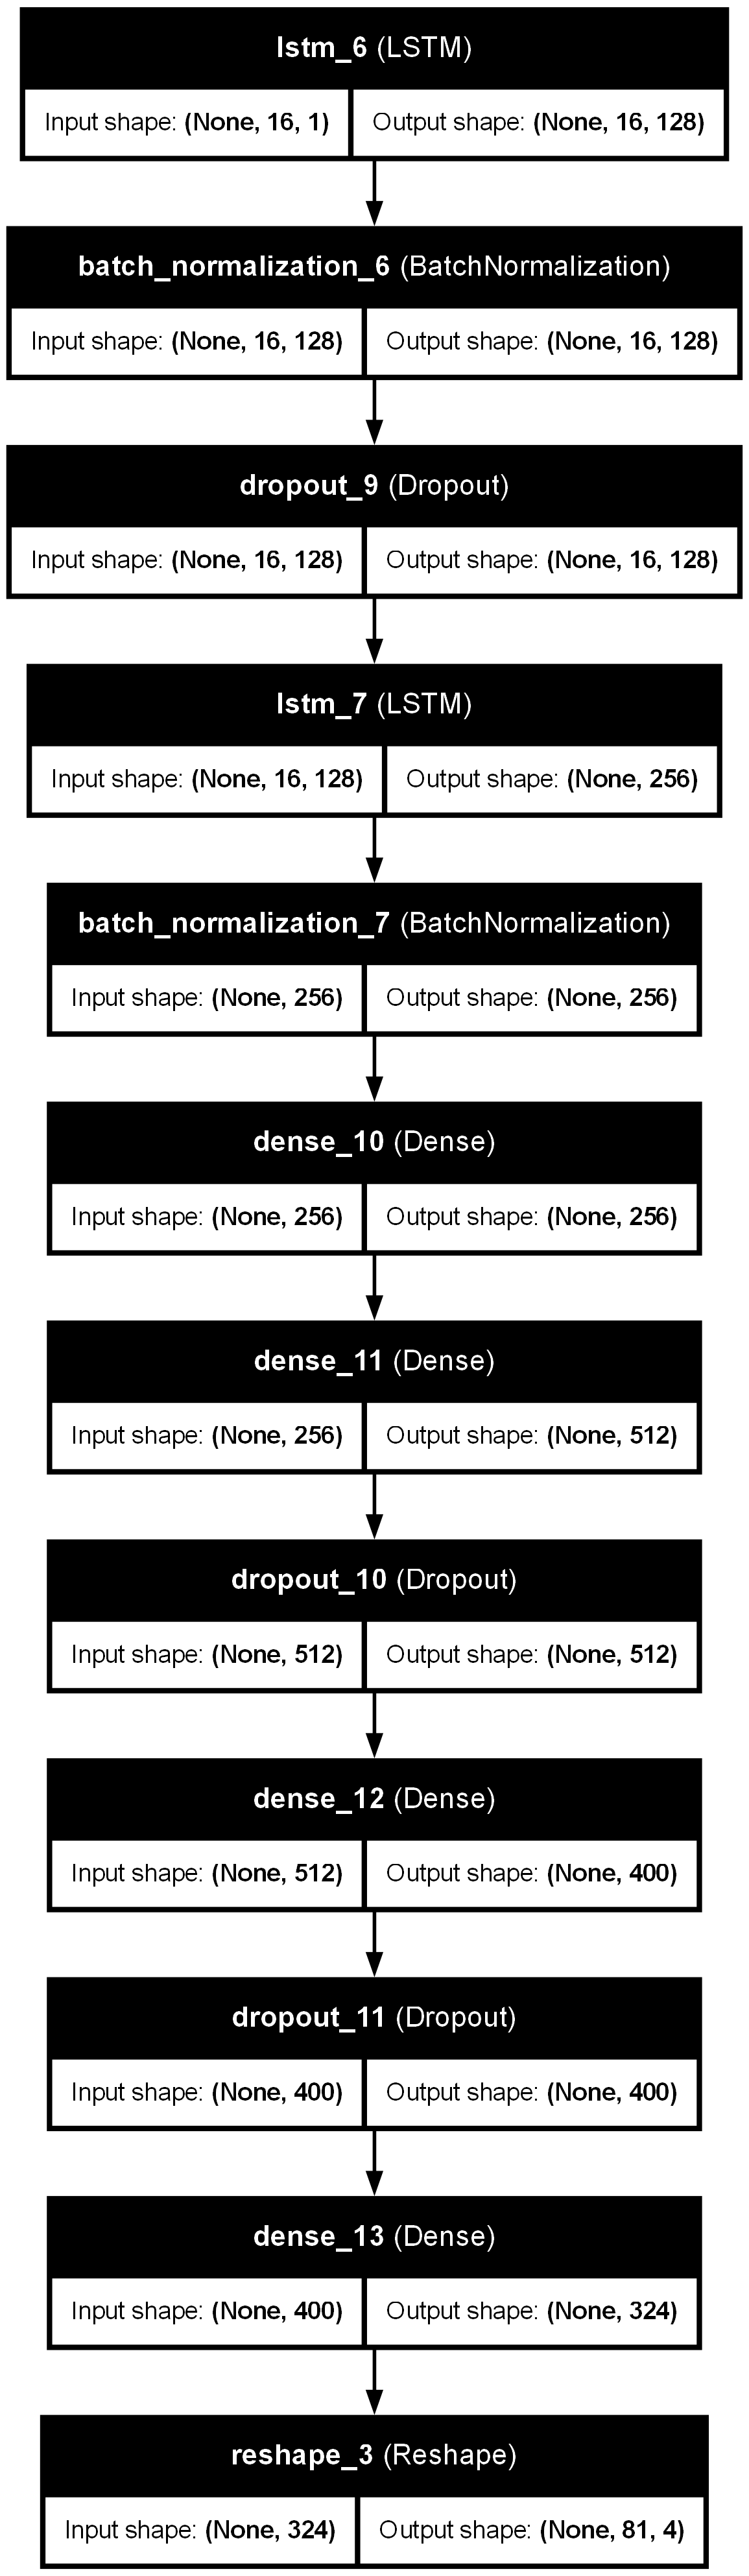 lstm_6 (LSTM)
Input shape: (None, 16, 1) Output shape: (None, 16, 128)
batch_normalization_6 (BatchNormalization)
Input shape: (None, 16, 128) Output shape: (None, 16, 128)
dropout_9 (Dropout)
Input shape: (None, 16, 128) Output shape: (None, 16, 128)
lstm_7 (LSTM)
Input shape: (None, 16, 128) Output shape: (None, 256)
batch_normalization_7 (BatchNormalization)
Input shape: (None, 256) Output shape: (None, 256)
dense_10 (Dense)
Input shape: (None, 256) Output shape: (None, 256)
dense_11 (Dense)
Input shape: (None, 256) Output shape: (None, 512)
dropout_10 (Dropout)
Input shape: (None, 512) Output shape: (None, 512)
dense_12 (Dense)
Input shape: (None, 512) Output shape: (None, 400)
dropout_11 (Dropout)
Input shape: (None, 400) Output shape: (None, 400)
dense_13 (Dense)
Input shape: (None, 400) Output shape: (None, 324)
reshape_3 (Reshape)
Input shape: (None, 324) Output shape: (None, 81, 4)